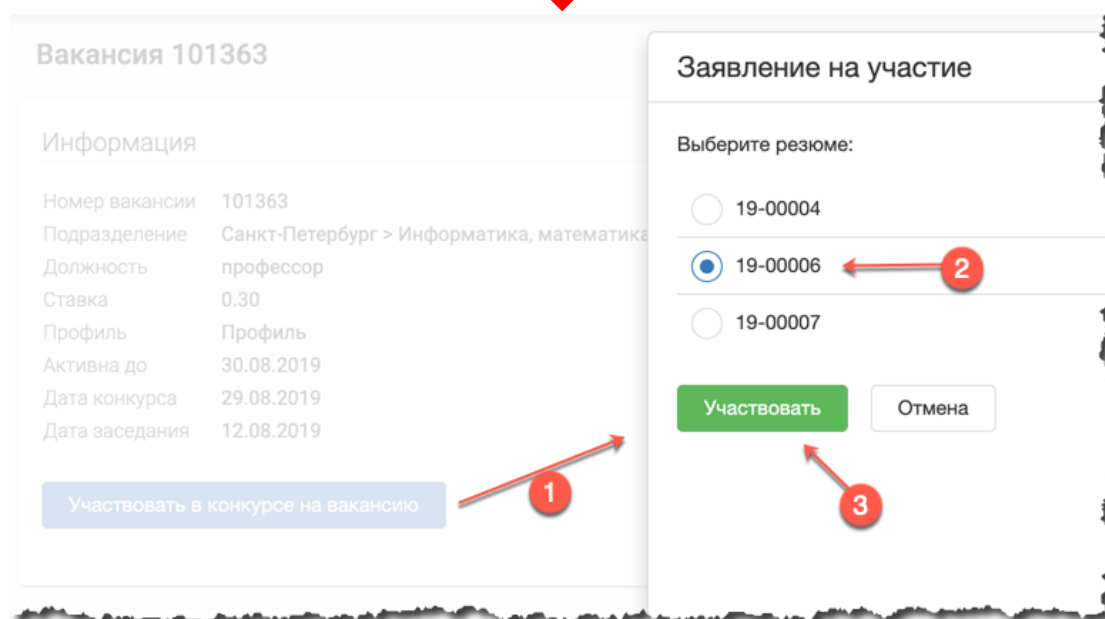 Вакансия 101363
Информация
Номер вакансии 101363
Подразделение Санкт-Петербург > Информатика, математика
Должность профессор
Ставка 0.30
Профиль Профиль
Активна до 30.08.2019
Дата конкурса 29.08.2019
Дата заседания 12.08.2019
Участвовать в конкурсе на вакансию
1
Заявление на участие
Выберите резюме:
19-00004
19-00006
2
19-00007
Участвовать Отмена
3